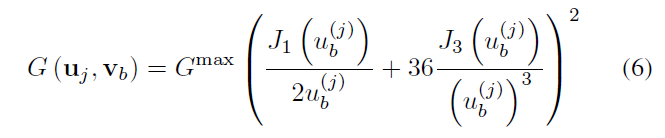 G (u_j, v_b) = G^max ( J_1 (u_b^(j)) / 2u_b^(j) + 36 J_3 (u_b^(j)) / (u_b^(j))^3 )^2 (6)